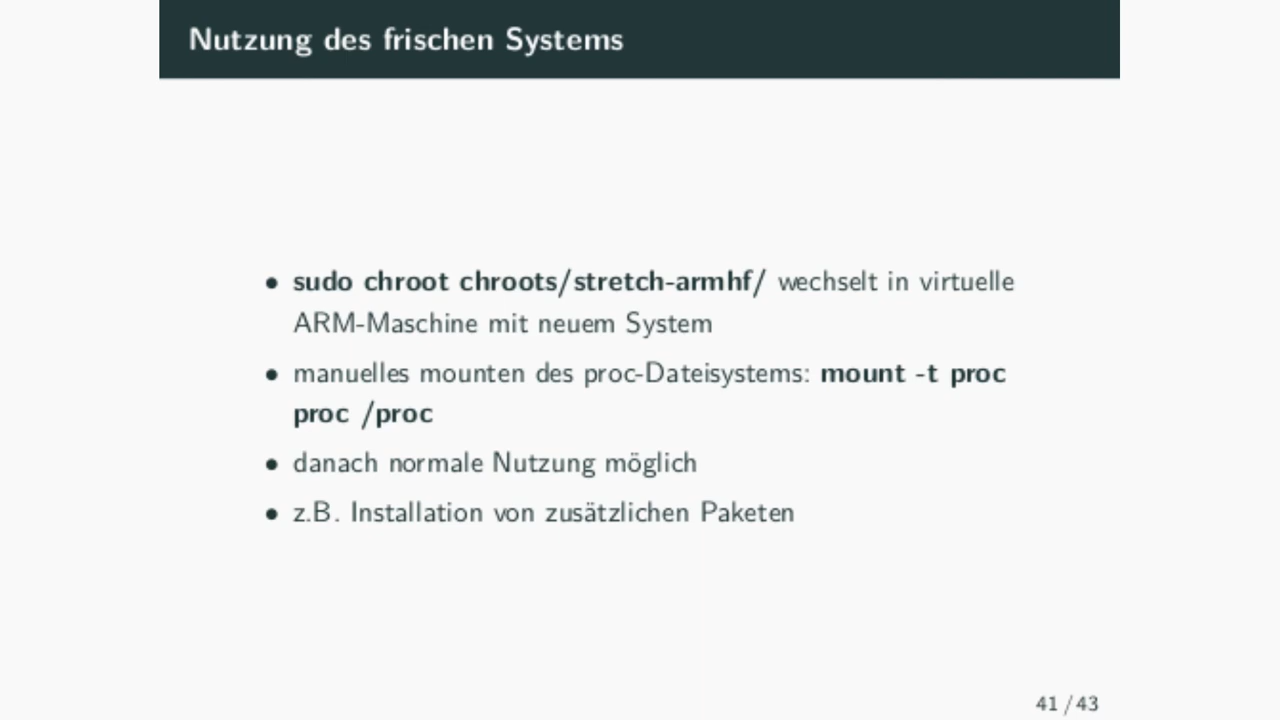 Nutzung des frischen Systems
• sudo chroot chroots/stretch-armhf/ wechselt in virtuelle
ARM-Maschine mit neuem System
• manuelles mounten des proc-Dateisystems: mount -t proc
proc /proc
• danach normale Nutzung möglich
• z.B. Installation von zusätzlichen Paketen
41 / 43